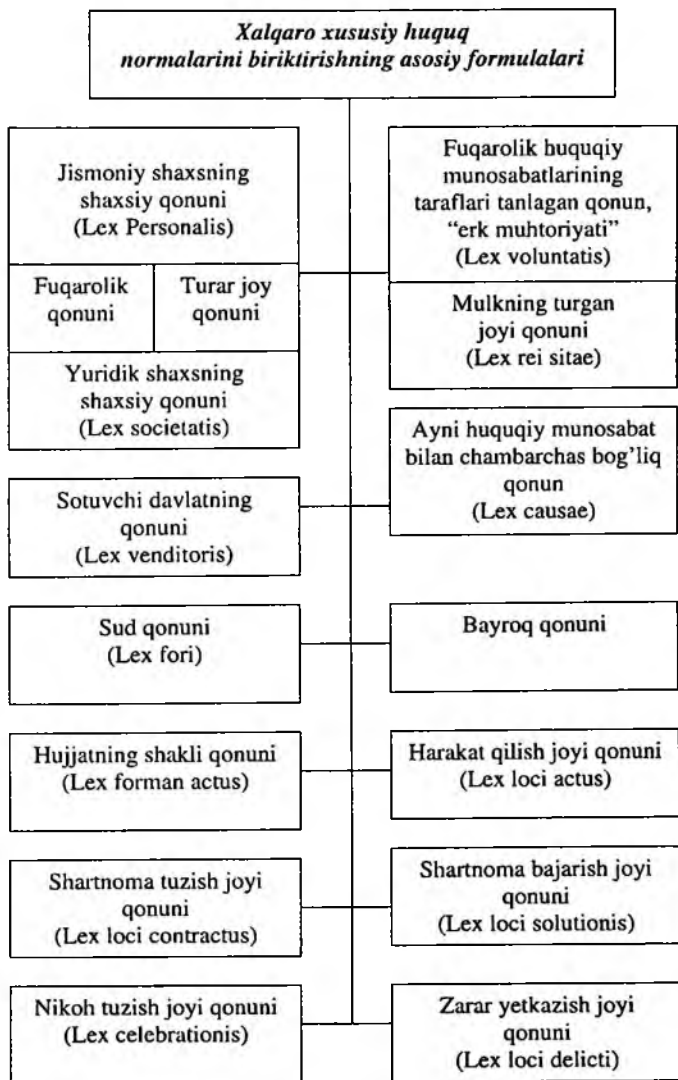 Xalqaro xususiy huquq
normalarini biriktirishning asosiy formulalari
Jismoniy shaxsning
shaxsiy qonuni
(Lex Personalis)
Fuqarolik
qonuni
Turar joy
qonuni
Yuridik shaxsning
shaxsiy qonuni
(Lex societatis)
Sotuvchi davlatning
qonuni
(Lex venditoris)
Sud qonuni
(Lex fori)
Hujjatning shakli qonuni
(Lex forman actus)
Shartnoma tuzish joyi
qonuni
(Lex loci contractus)
Nikoh tuzish joyi qonuni
(Lex celebrationis)
Fuqarolik huquqiy
munosabatlarining
taraflari tanlagan qonun,
“erk muhtoriyati”
(Lex voluntatis)
Mulkning turgan
joyi qonuni
(Lex rei sitae)
Ayni huquqiy munosabat
bilan chambarchas bog’liq
qonun
(Lex causae)
Bayroq qonuni
Harakat qilish joyi qonuni
(Lex loci actus)
Shartnoma bajarish joyi
qonuni
(Lex loci solutionis)
Zarar yetkazish joyi
qonuni
(Lex loci delicti)